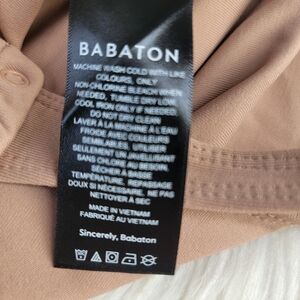 BABATON
MACHINE WASH COLD WITH LIKE
COLOURS. ONLY
NON-CHLORINE BLEACH WHEN
NEEDED. TUMBLE DRY LOW.
COOL IRON ONLY IF NEEDED.
DO NOT DRY CLEAN
LAVER À LA MACHINE À L'EAU
FROIDE AVEC COULEURS
SEMBLABLES. UTILISER
SEULEMENT UN JAVELLISANT
SANS CHLORE AU BESOIN.
SÉCHER À BASSE
TEMPÉRATURE. REPASSAGE
DOUX SI NÉCESSAIRE. NE PAS
NETTOYER À SEC
MADE IN VIETNAM
FABRIQUÉ AU VIETNAM
Sincerely, Babaton